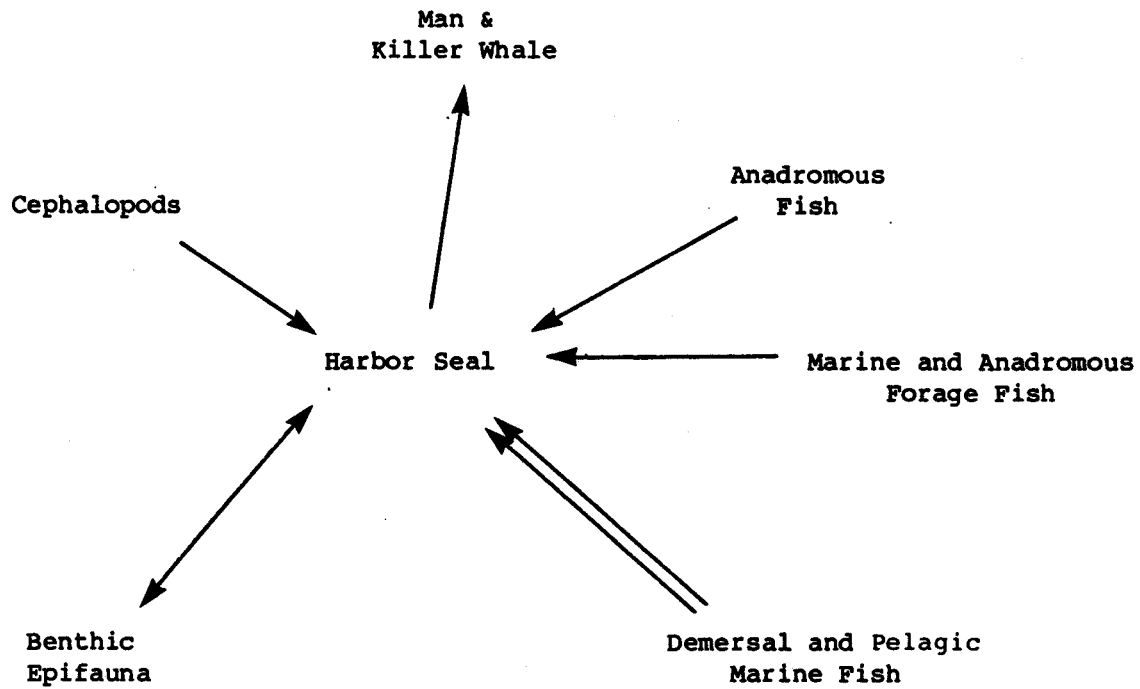 Man &
Killer Whale
Cephalopods
Anadromous
Fish
Harbor Seal
Marine and Anadromous
Forage Fish
Benthic
Epifauna
Demersal and Pelagic
Marine Fish